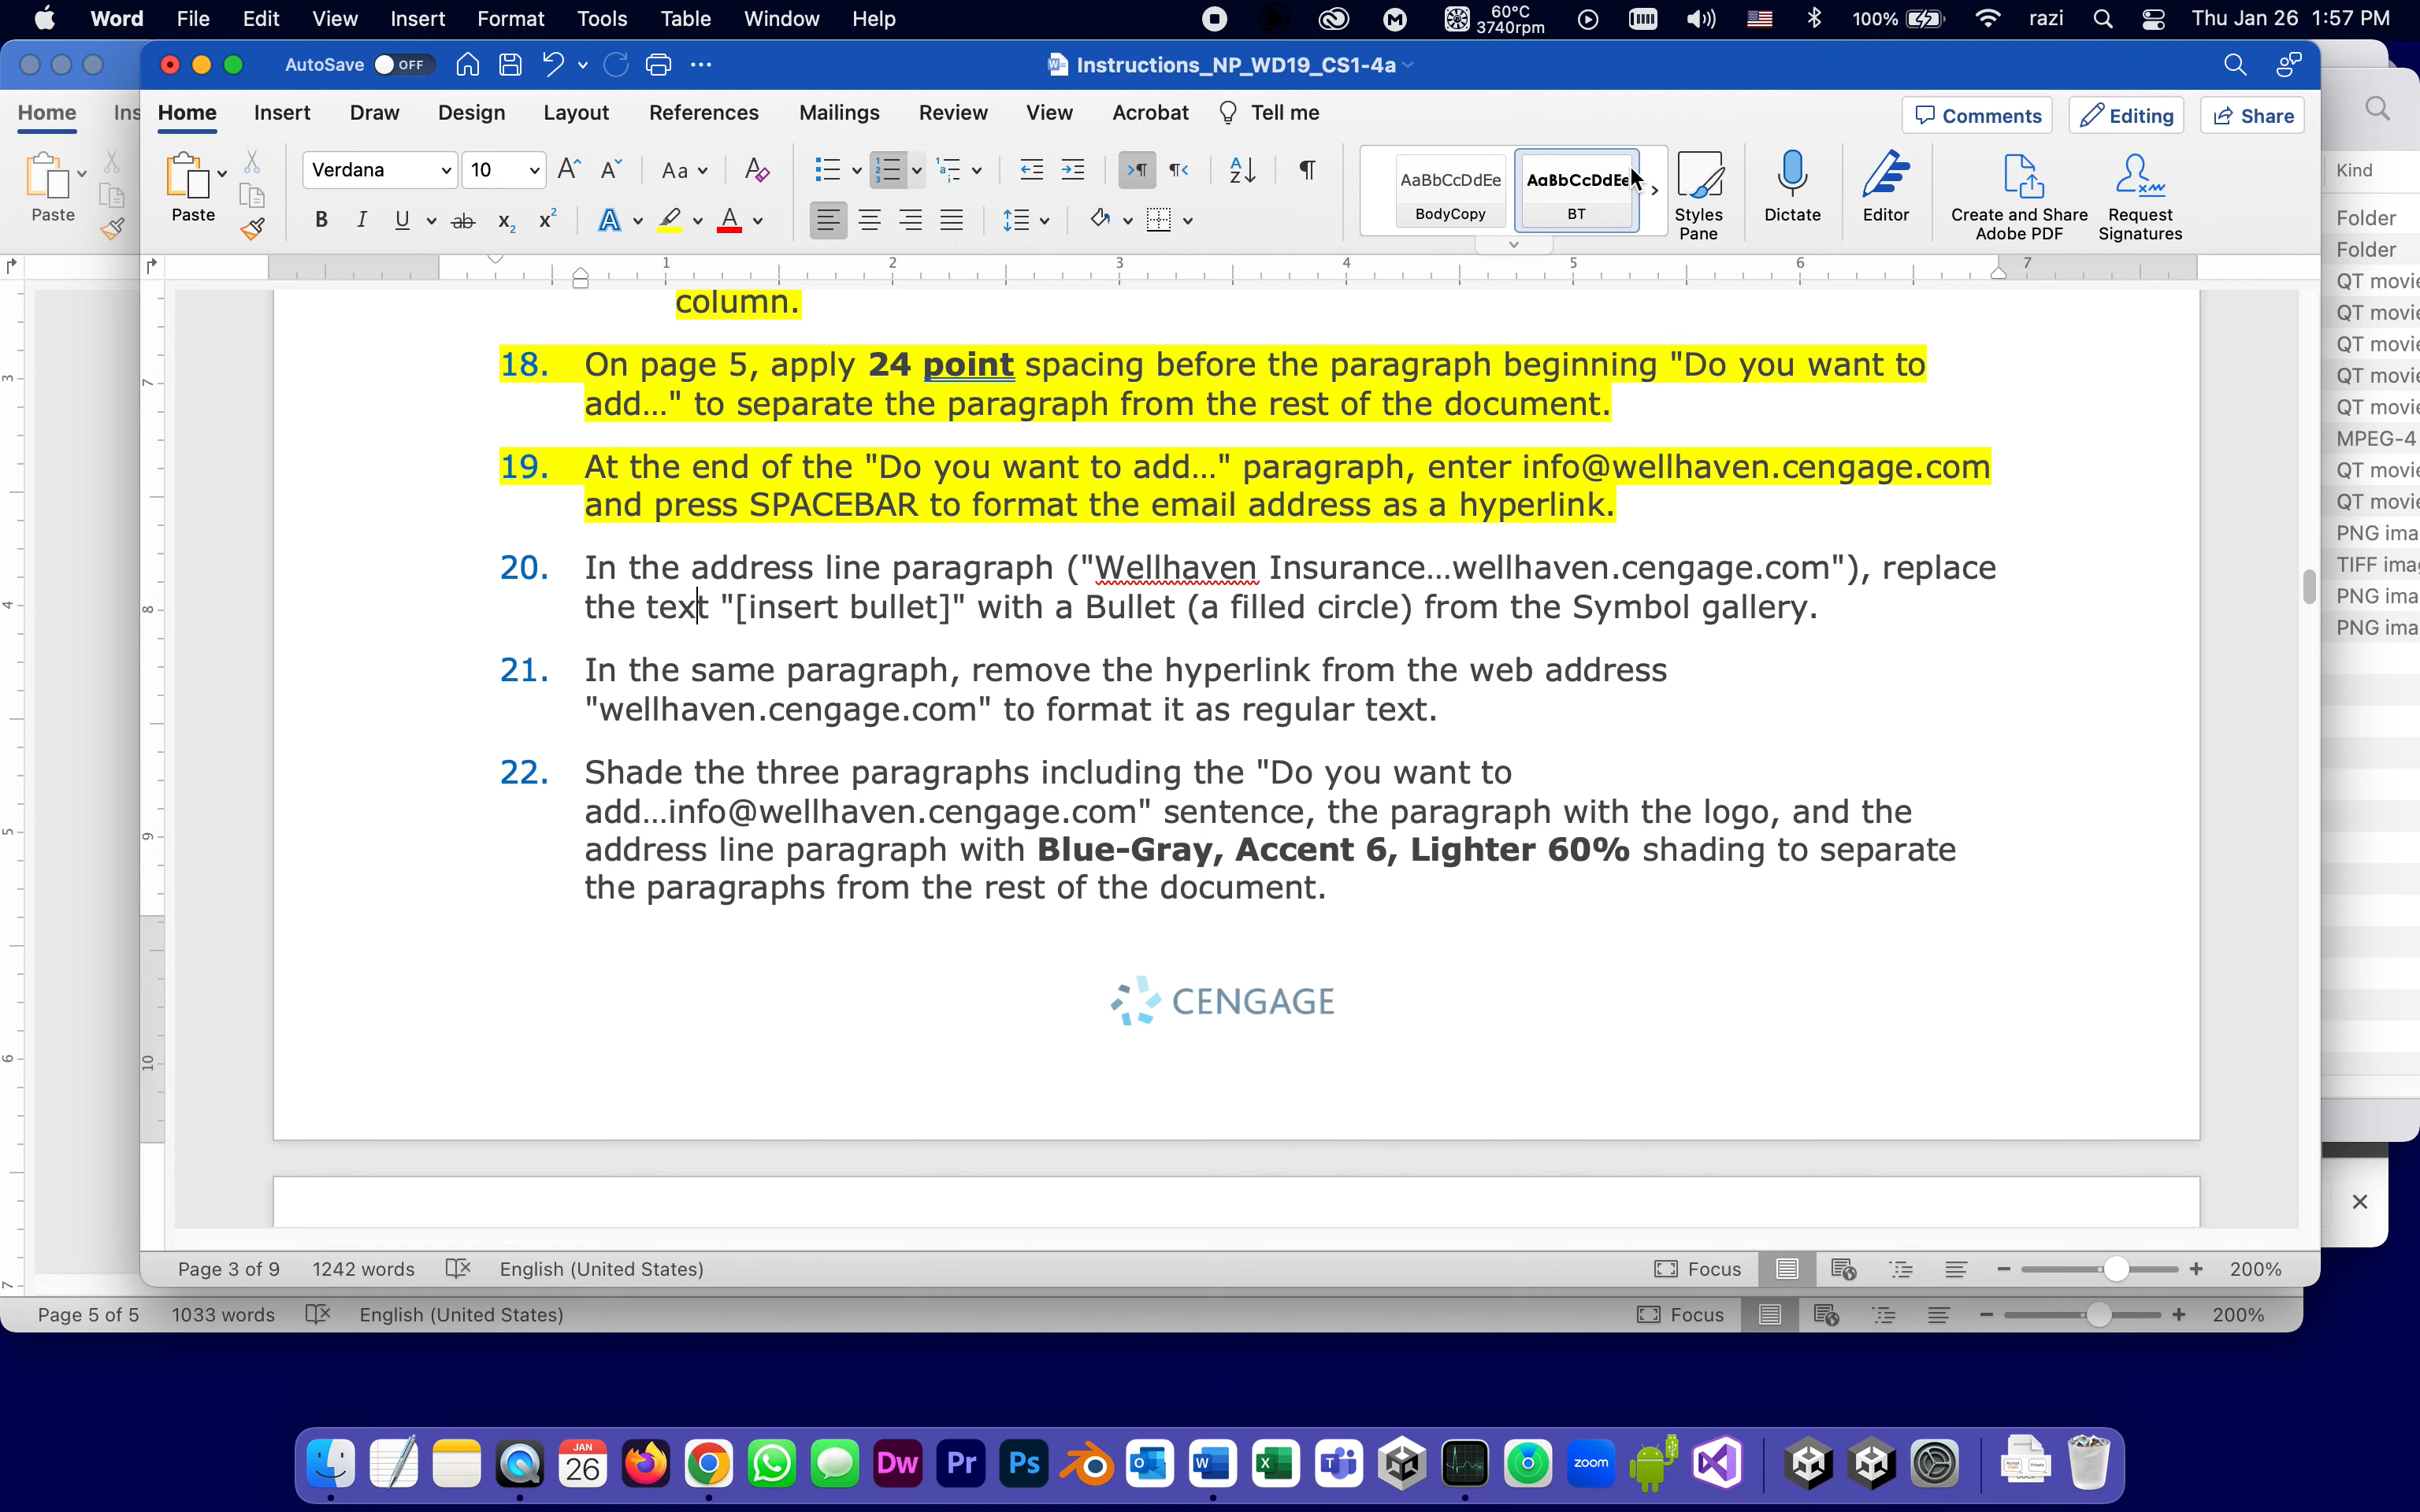 Word File Edit View Insert Format Tools Table Window Help 60°C 3740rpm 100% razi Thu Jan 26 1:57 PM
AutoSave OFF Instructions_NP_WD19_CS1-4a
Home Ins Home Insert Draw Design Layout References Mailings Review View Acrobat Tell me Comments Editing Share
Paste Paste Verdana 10 AaBbCcDdEe BodyCopy AaBbCcDdEe BT Styles Pane Dictate Editor Create and Share Adobe PDF Request Signatures
Kind
Folder
Folder
QT movie
QT movie
QT movie
QT movie
QT movie
MPEG-4
QT movie
QT movie
PNG ima
TIFF ima
PNG ima
PNG ima
1 2 3 4 5 6 7
column.
18. On page 5, apply 24 point spacing before the paragraph beginning "Do you want to
add…" to separate the paragraph from the rest of the document.
19. At the end of the "Do you want to add…" paragraph, enter info@wellhaven.cengage.com
and press SPACEBAR to format the email address as a hyperlink.
20. In the address line paragraph ("Wellhaven Insurance…wellhaven.cengage.com"), replace
the text "[insert bullet]" with a Bullet (a filled circle) from the Symbol gallery.
21. In the same paragraph, remove the hyperlink from the web address
"wellhaven.cengage.com" to format it as regular text.
22. Shade the three paragraphs including the "Do you want to
add…info@wellhaven.cengage.com" sentence, the paragraph with the logo, and the
address line paragraph with Blue-Gray, Accent 6, Lighter 60% shading to separate
the paragraphs from the rest of the document.
CENGAGE
Page 3 of 9 1242 words English (United States) Focus 200%
Page 5 of 5 1033 words English (United States) Focus 200%
JAN 26 Dw Pr Ps zoom